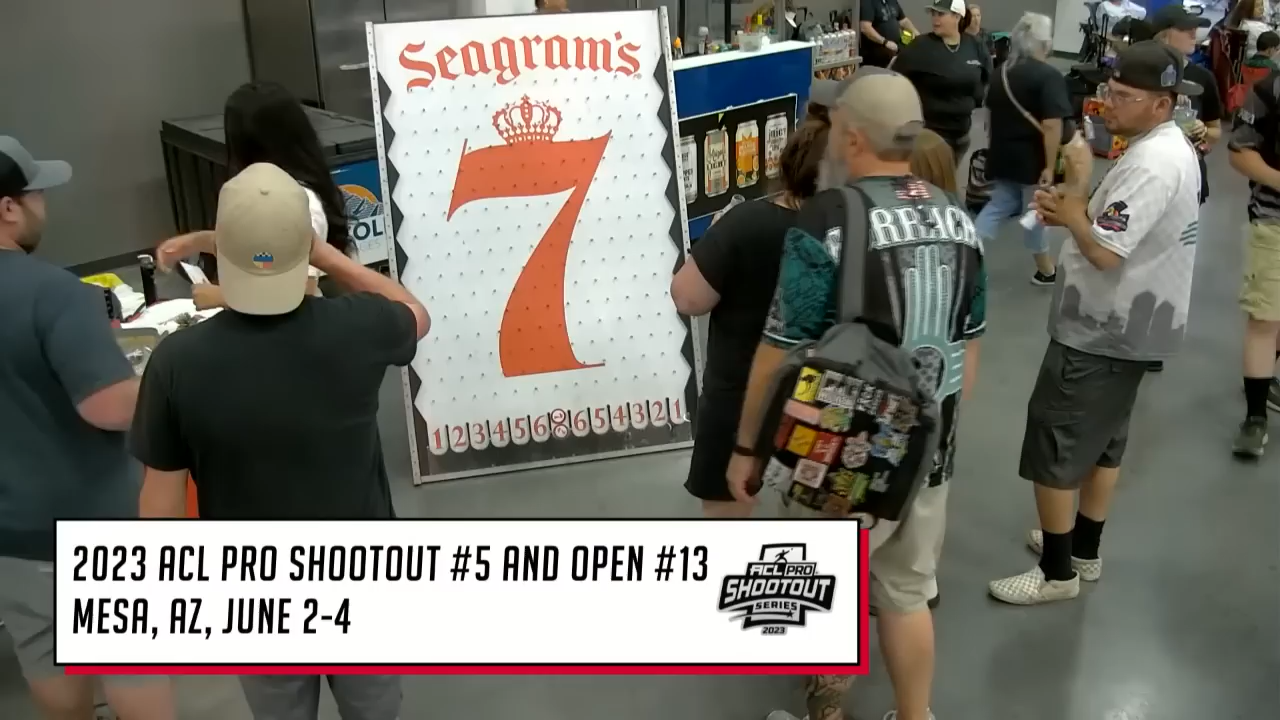 Seagram's
7
1 2 3 4 5 6 7 6 5 4 3 2 1
2023 ACL PRO SHOOTOUT #5 AND OPEN #13
MESA, AZ, JUNE 2-4
ACL PRO
SHOOTOUT
SERIES
2023